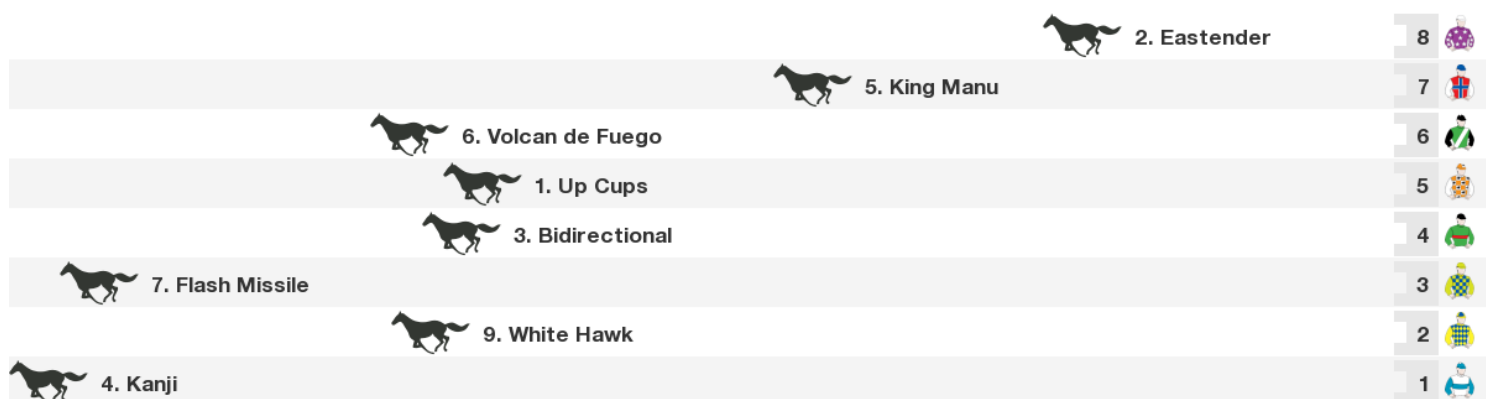 2. Eastender 8
5. King Manu 7
6. Volcan de Fuego 6
1. Up Cups 5
3. Bidirectional 4
7. Flash Missile 3
9. White Hawk 2
4. Kanji 1